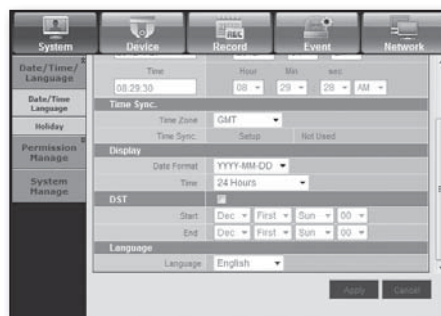 System Device Record Event Network
REC
Date/Time/
Language
Date/Time
Language
Holiday
Permission
Manage
System
Manage
Time Hour Min sec
08:29:30 08 : 29 : 28 AM
Time Sync.
Time Zone GMT
Time Sync. Setup Not Used
Display
Date Format YYYY-MM-DD
Time 24 Hours
DST
Start Dec First Sun 00
End Dec First Sun 00
Language
Language English
Apply Cancel